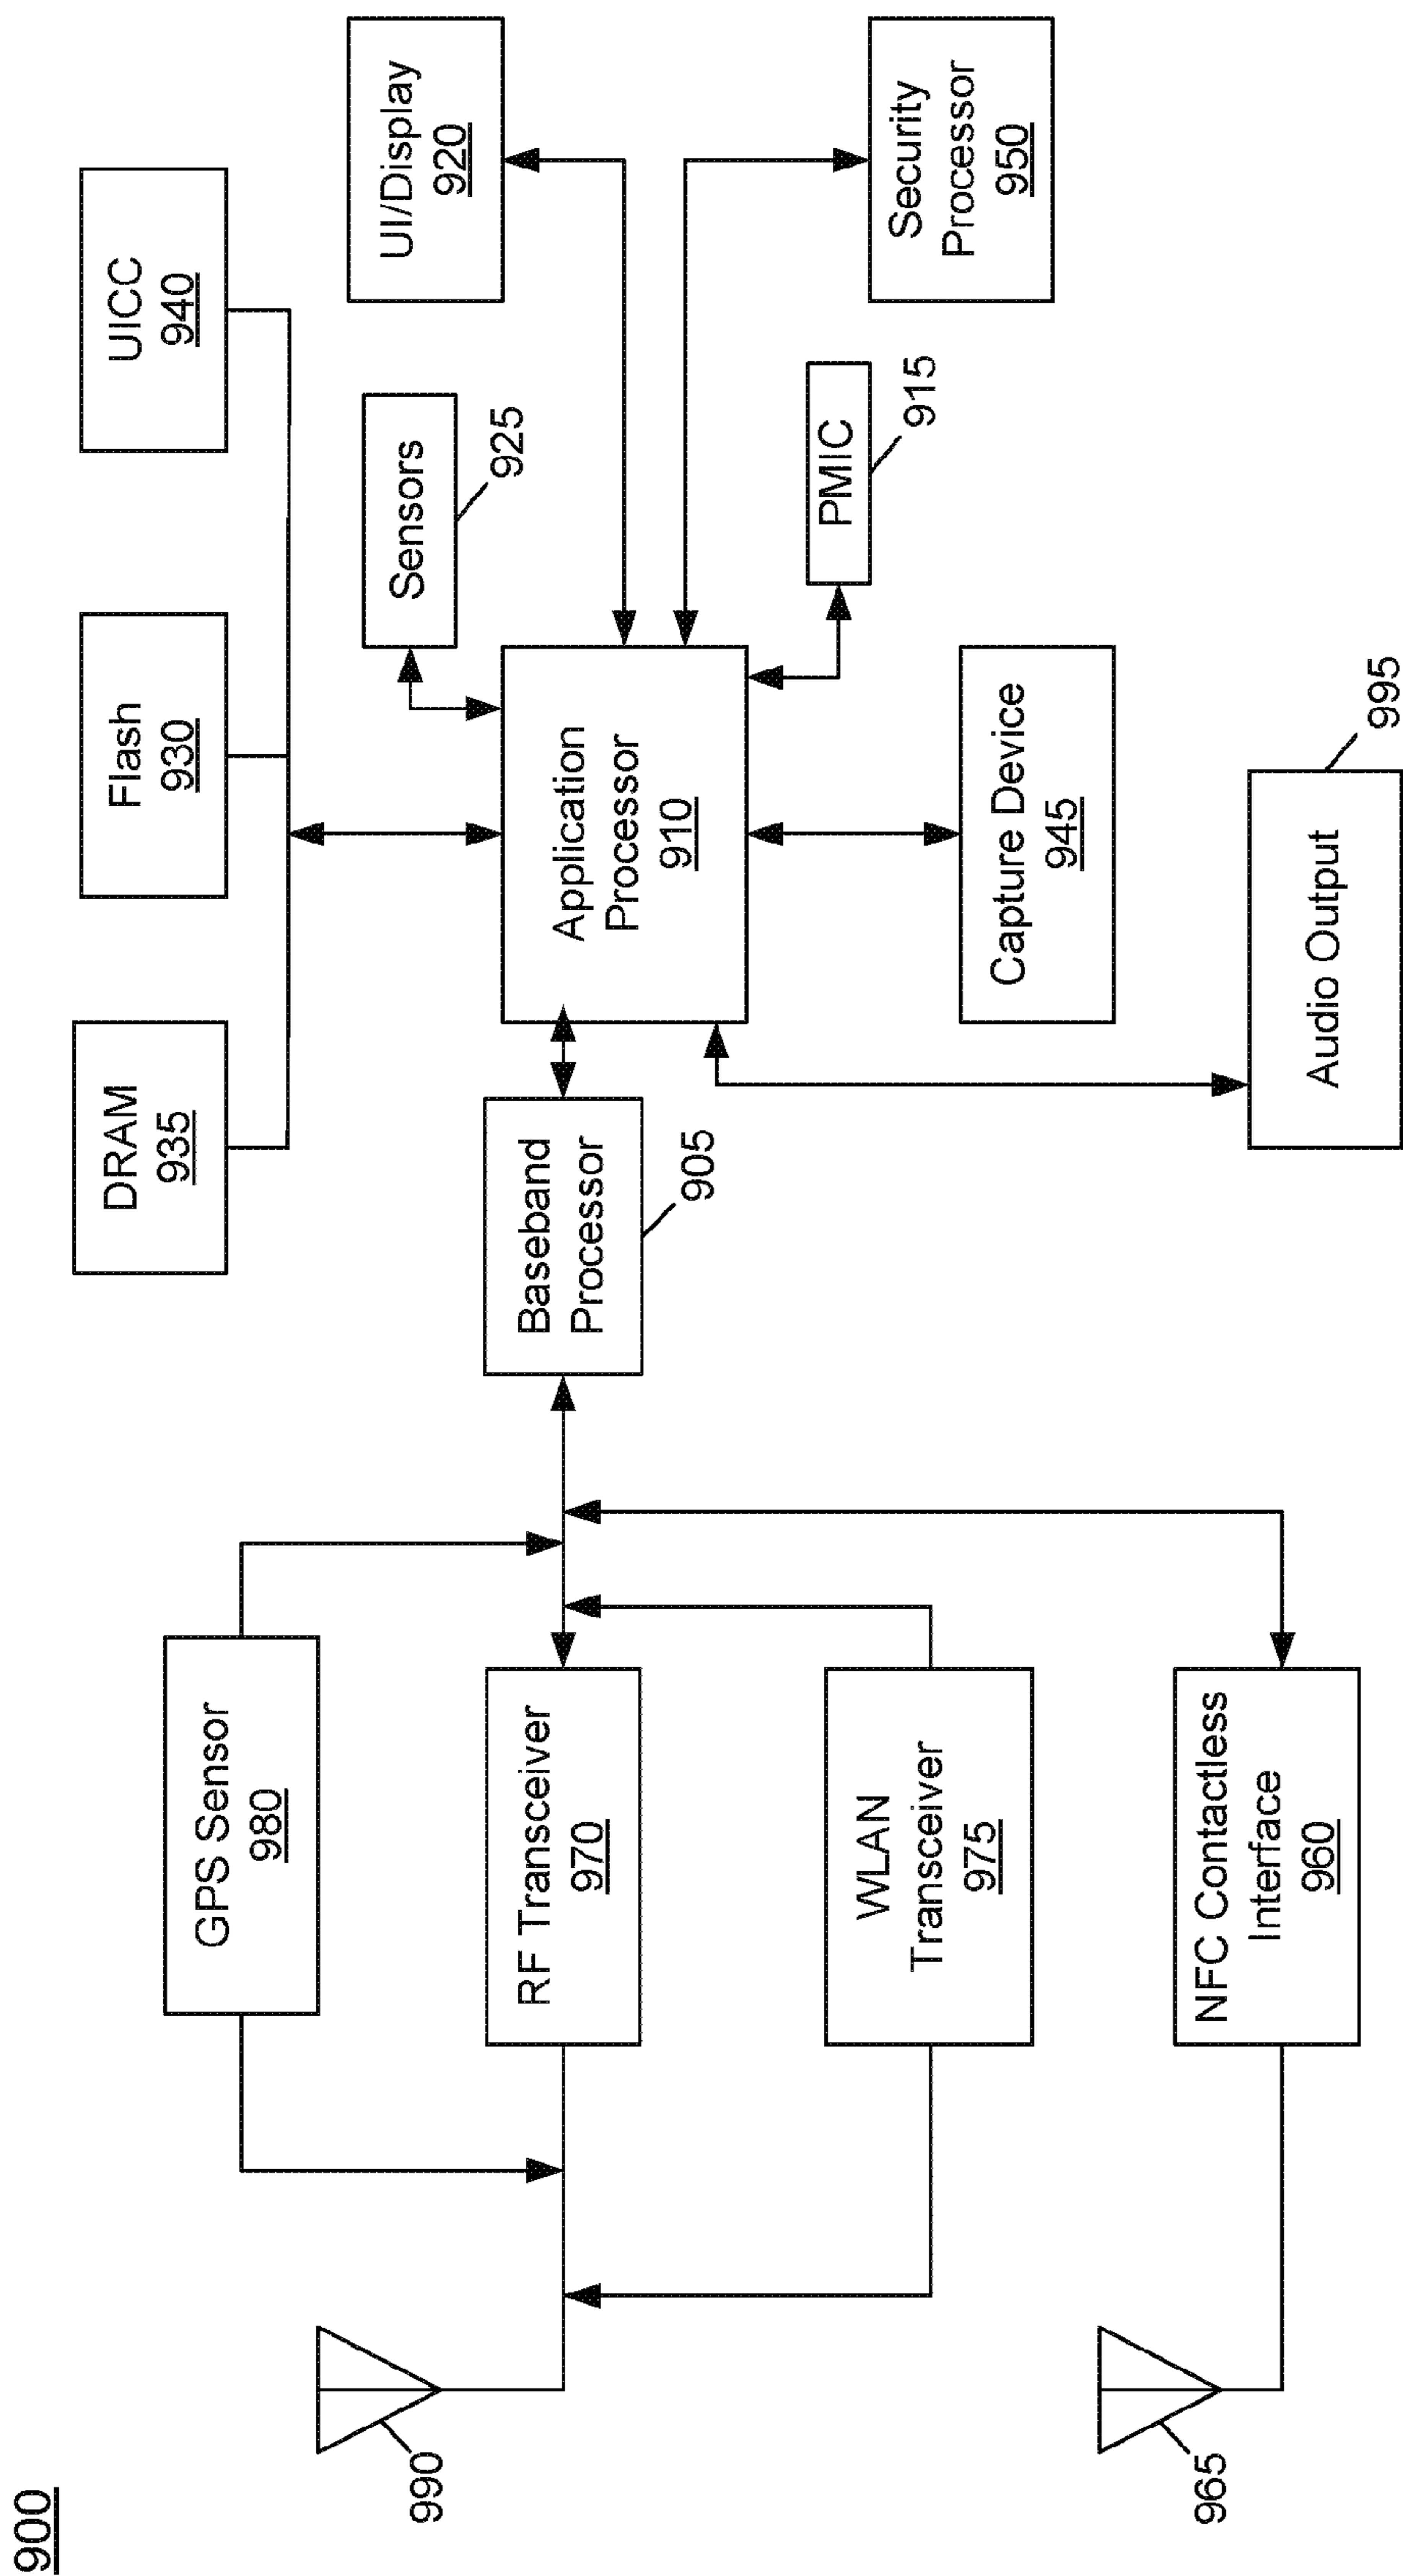 900
DRAM
935
Flash
930
UICC
940
GPS Sensor
980
Sensors
925
UI/Display
920
990
RF Transceiver
970
Baseband
Processor
905
Application
Processor
910
WLAN
Transceiver
975
PMIC
915
Security
Processor
950
Capture Device
945
965
NFC Contactless
Interface
960
Audio Output
995